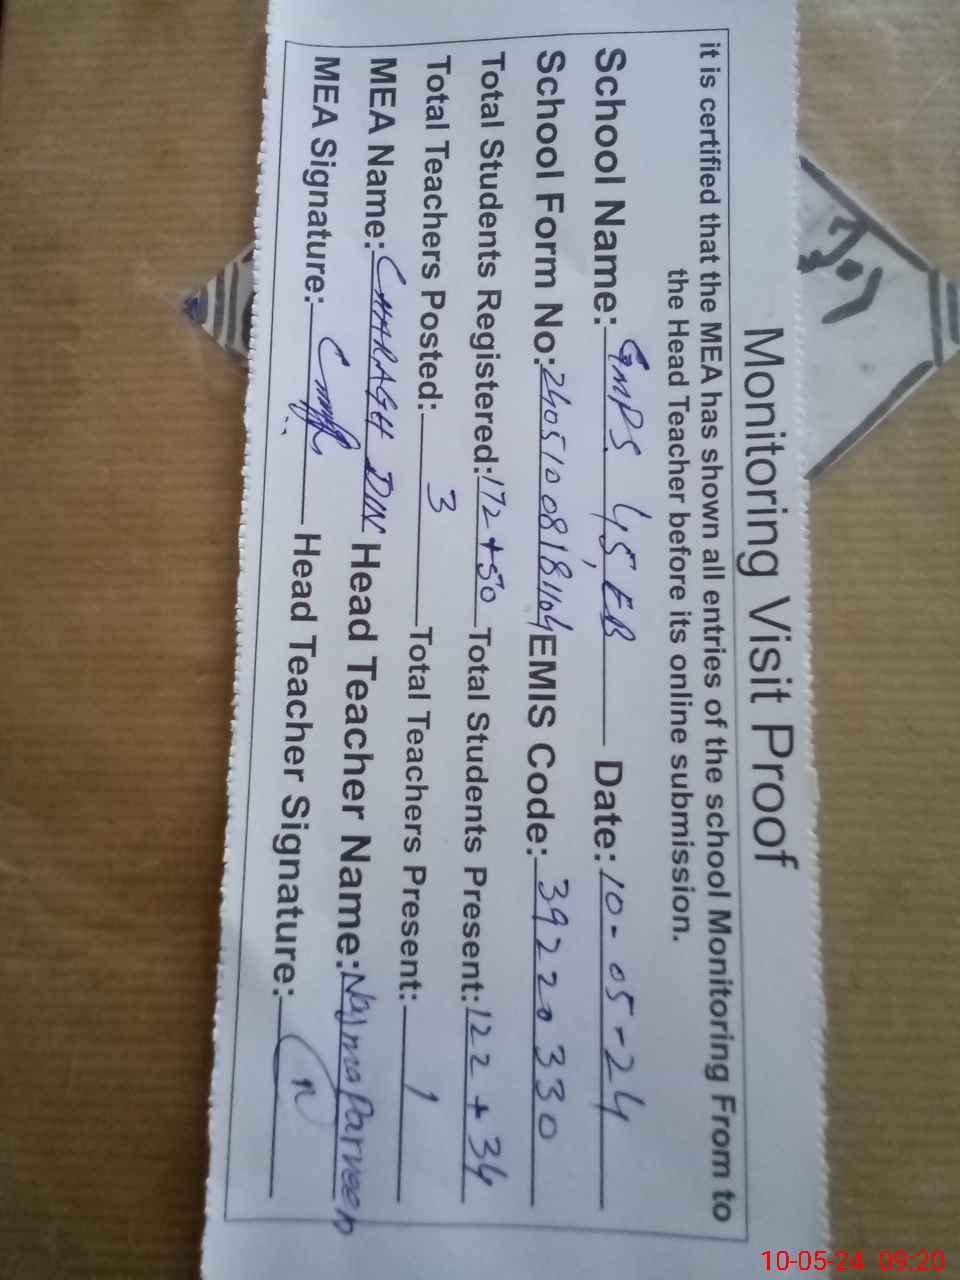 Monitoring Visit Proof
it is certified that the MEA has shown all entries of the school Monitoring From to
the Head Teacher before its online submission.
School Name: GMPS 45, EB Date: 10-05-24
School Form No: 24051008181104 EMIS Code: 39220330
Total Students Registered: 172+50 Total Students Present: 122+34
Total Teachers Posted: 3 Total Teachers Present: 1
MEA Name: CHARAGH DIN Head Teacher Name: Najma Parveen
MEA Signature: Head Teacher Signature:
10-05-24 09:20